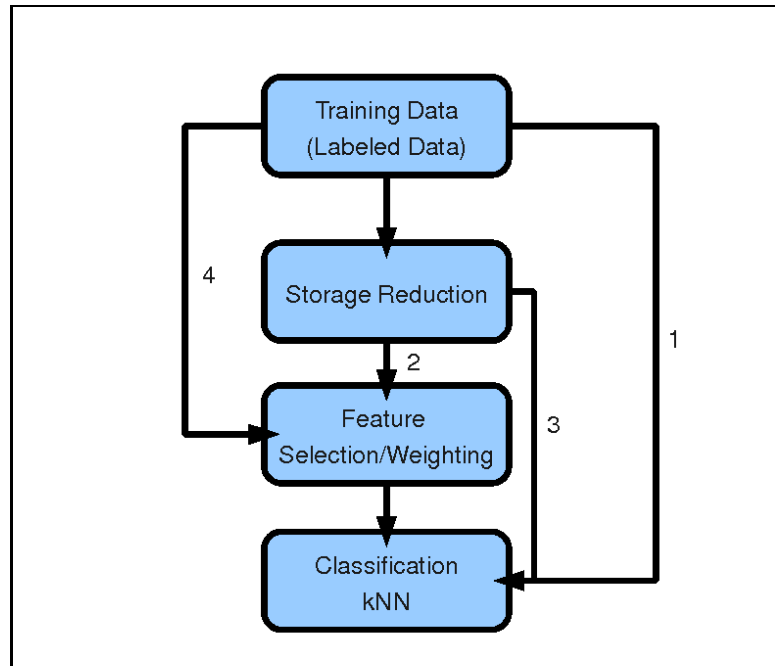 Training Data
(Labeled Data)
4
Storage Reduction
1
2
3
Feature
Selection/Weighting
Classification
kNN